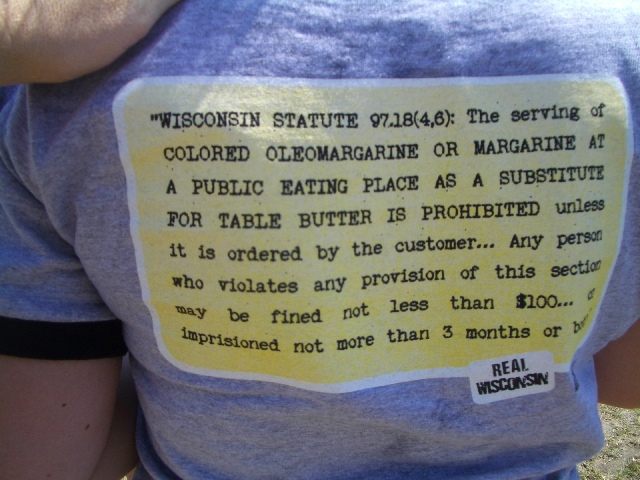 "WISCONSIN STATUTE 97.18(4,6): The serving of
COLORED OLEOMARGARINE OR MARGARINE AT
A PUBLIC EATING PLACE AS A SUBSTITUTE
FOR TABLE BUTTER IS PROHIBITED unless
it is ordered by the customer... Any person
who violates any provision of this section
may be fined not less than $100... or
imprisioned not more than 3 months or
REAL
WISCONSIN